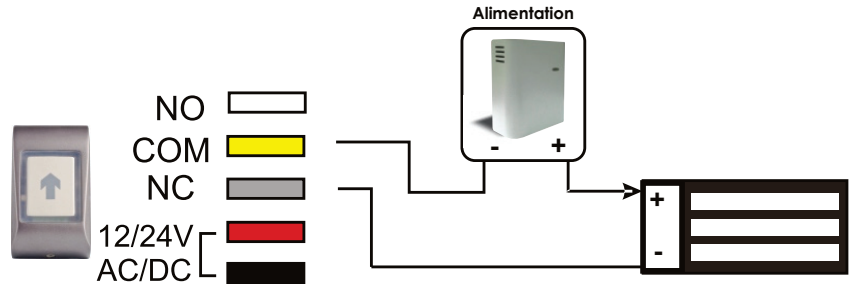 Alimentation
- +
NO
COM
NC
12/24V
AC/DC
+
-